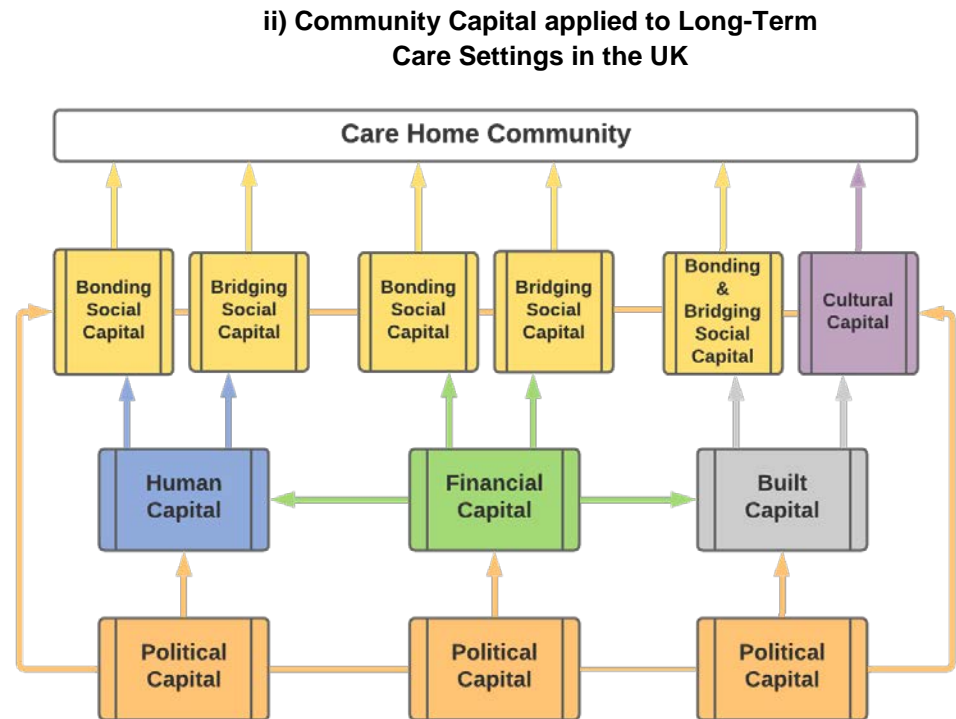 ii) Community Capital applied to Long-Term
Care Settings in the UK
Care Home Community
Bonding
Social
Capital
Bridging
Social
Capital
Bonding
Social
Capital
Bridging
Social
Capital
Bonding
&
Bridging
Social
Capital
Cultural
Capital
Human
Capital
Financial
Capital
Built
Capital
Political
Capital
Political
Capital
Political
Capital